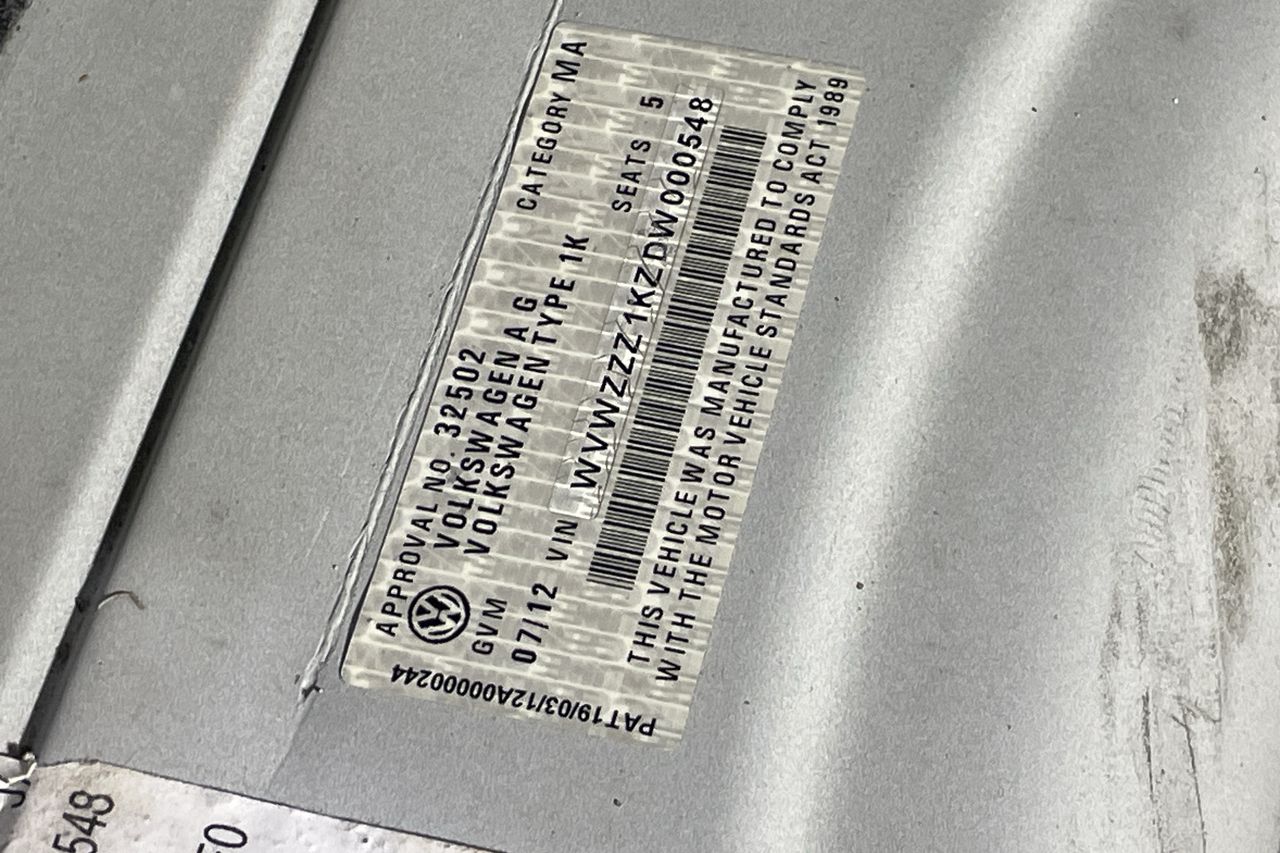 APPROVAL NO. 32502 CATEGORY MA
VOLKSWAGEN A G
VOLKSWAGEN TYPE 1K
GVM SEATS 5
07/12 VIN WVWZZZ1KZDW000548
THIS VEHICLE WAS MANUFACTURED TO COMPLY
WITH THE MOTOR VEHICLE STANDARDS ACT 1989
PAT19/03/12A00000244
548